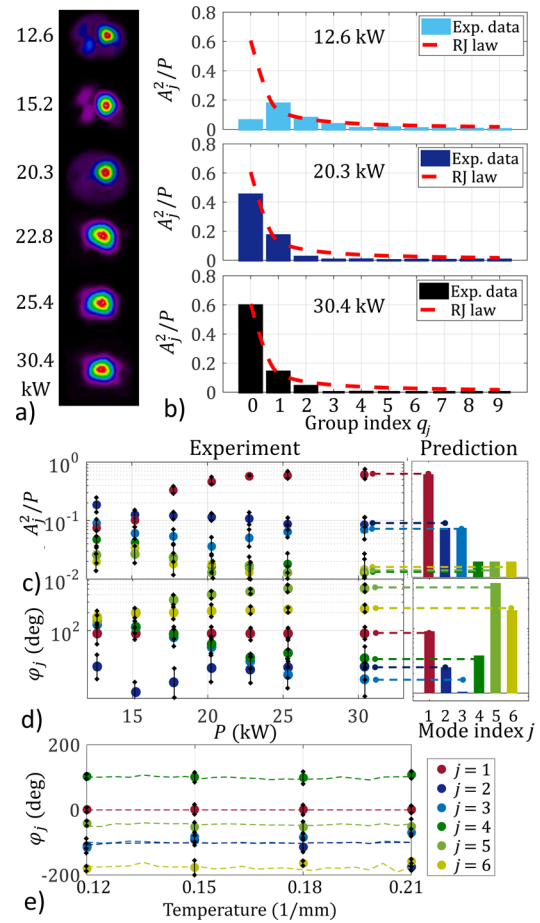 12.6
15.2
20.3
22.8
25.4
30.4
kW
a)
0.8
0.6
0.4
0.2
0
A_j^2/P
12.6 kW
Exp. data
RJ law
0.8
0.6
0.4
0.2
0
A_j^2/P
20.3 kW
Exp. data
RJ law
0.8
0.6
0.4
0.2
0
A_j^2/P
30.4 kW
Exp. data
RJ law
b)
0 1 2 3 4 5 6 7 8 9
Group index q_j
Experiment
Prediction
10^0
10^-1
10^-2
A_j^2/P
c)
10^2
φ_j (deg)
d)
15 20 25 30
P (kW)
1 2 3 4 5 6
Mode index j
200
0
-200
φ_j (deg)
e)
0.12 0.15 0.18 0.21
Temperature (1/mm)
j = 1
j = 2
j = 3
j = 4
j = 5
j = 6